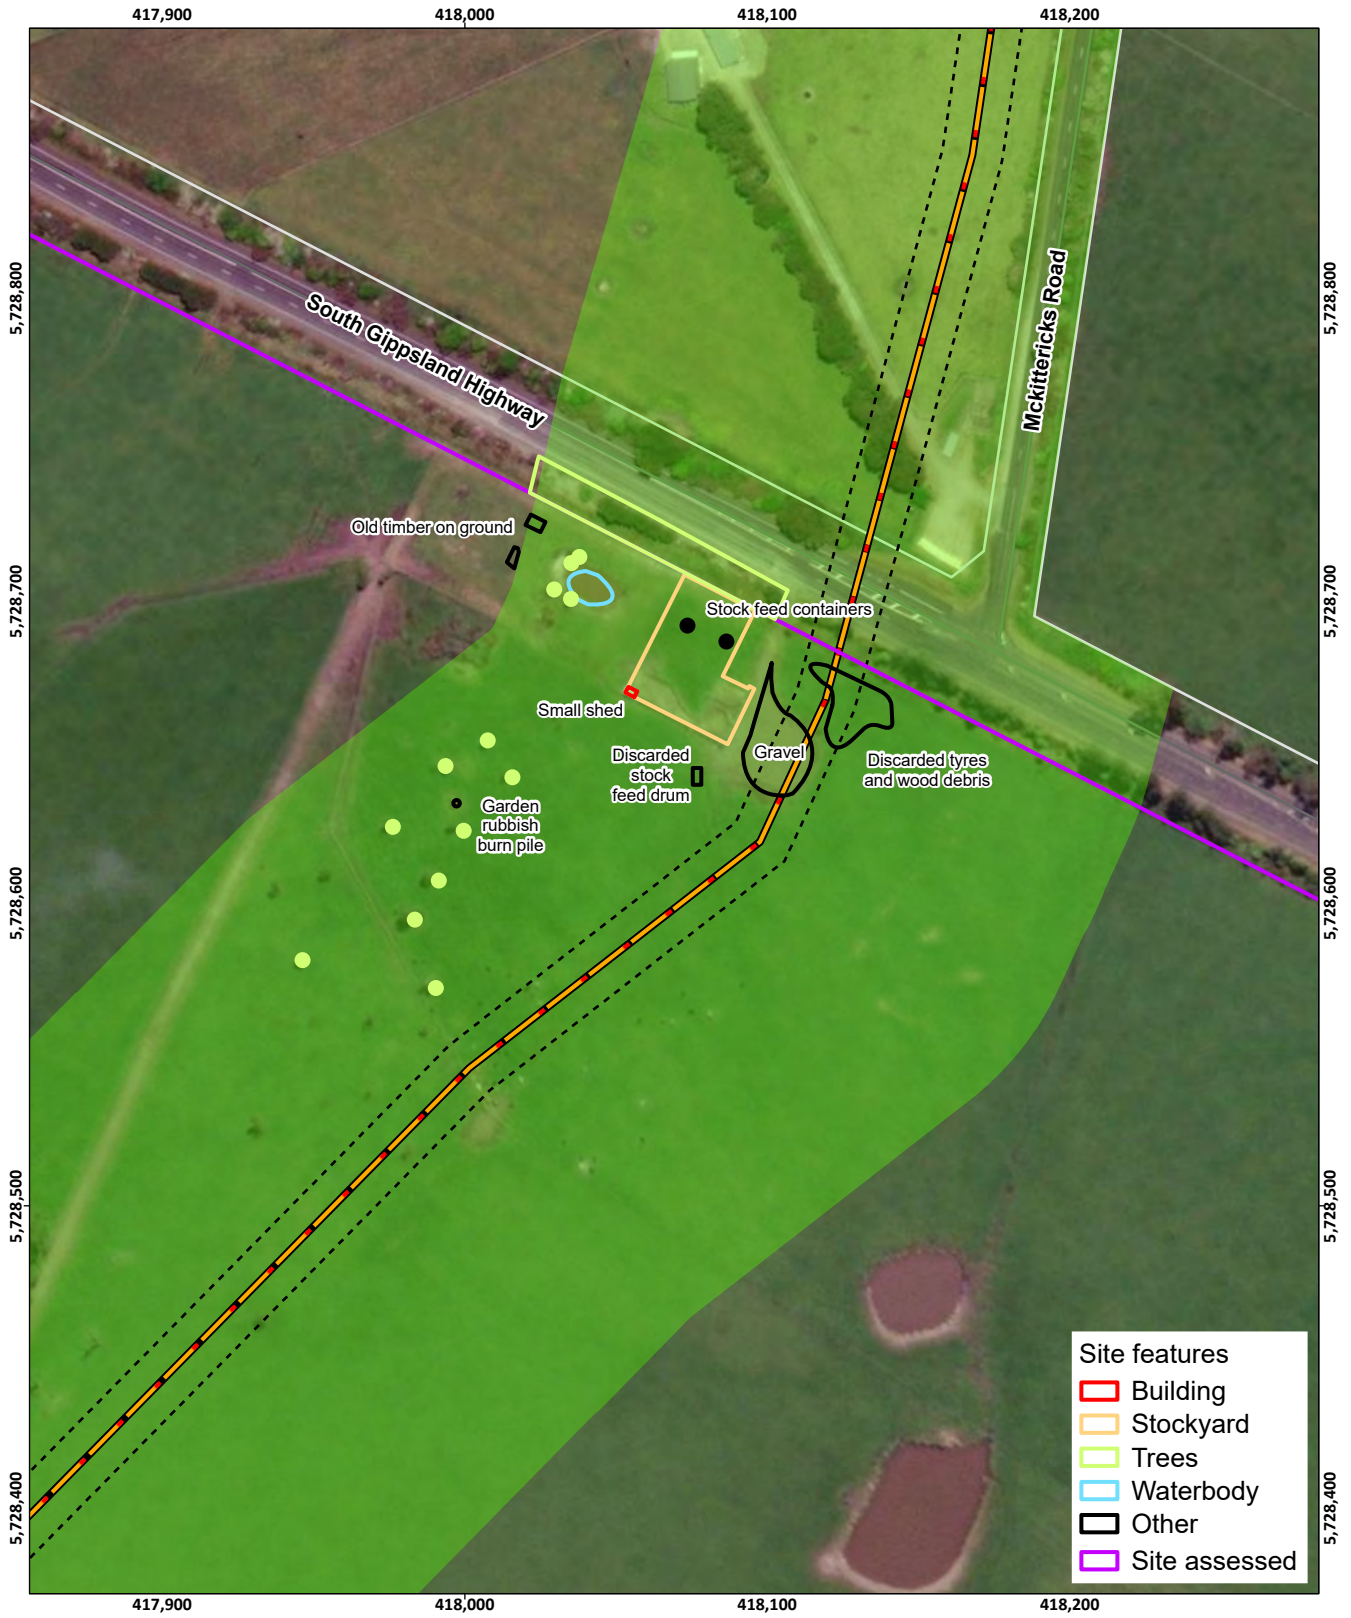 417,900
418,000
418,100
418,200
5,728,800
5,728,800
South Gippsland Highway
Mckittericks Road
Old timber on ground
5,728,700
5,728,700
Stock feed containers
Small shed
Gravel
Discarded
stock
feed drum
Discarded tyres
and wood debris
Garden
rubbish
burn pile
5,728,600
5,728,600
5,728,500
5,728,500
5,728,400
5,728,400
Site features
Building
Stockyard
Trees
Waterbody
Other
Site assessed
417,900
418,000
418,100
418,200